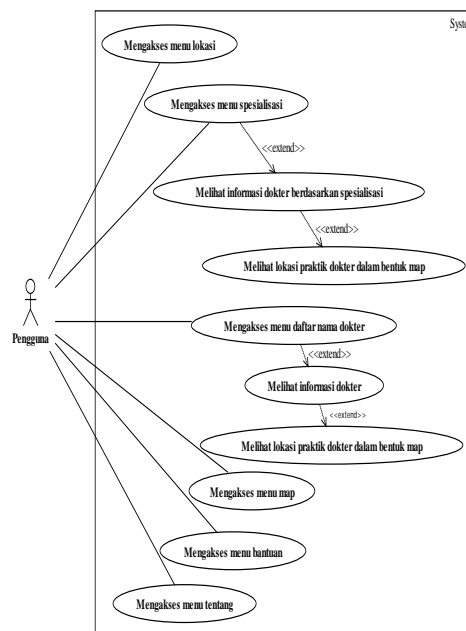 Syste
Mengakses menu lokasi
Mengakses menu spesialisasi
<<extend>>
Melihat informasi dokter berdasarkan spesialisasi
<<extend>>
Melihat lokasi praktik dokter dalam bentuk map
Pengguna
Mengakses menu daftar nama dokter
<<extend>>
Melihat informasi dokter
<<extend>>
Melihat lokasi praktik dokter dalam bentuk map
Mengakses menu map
Mengakses menu bantuan
Mengakses menu tentang